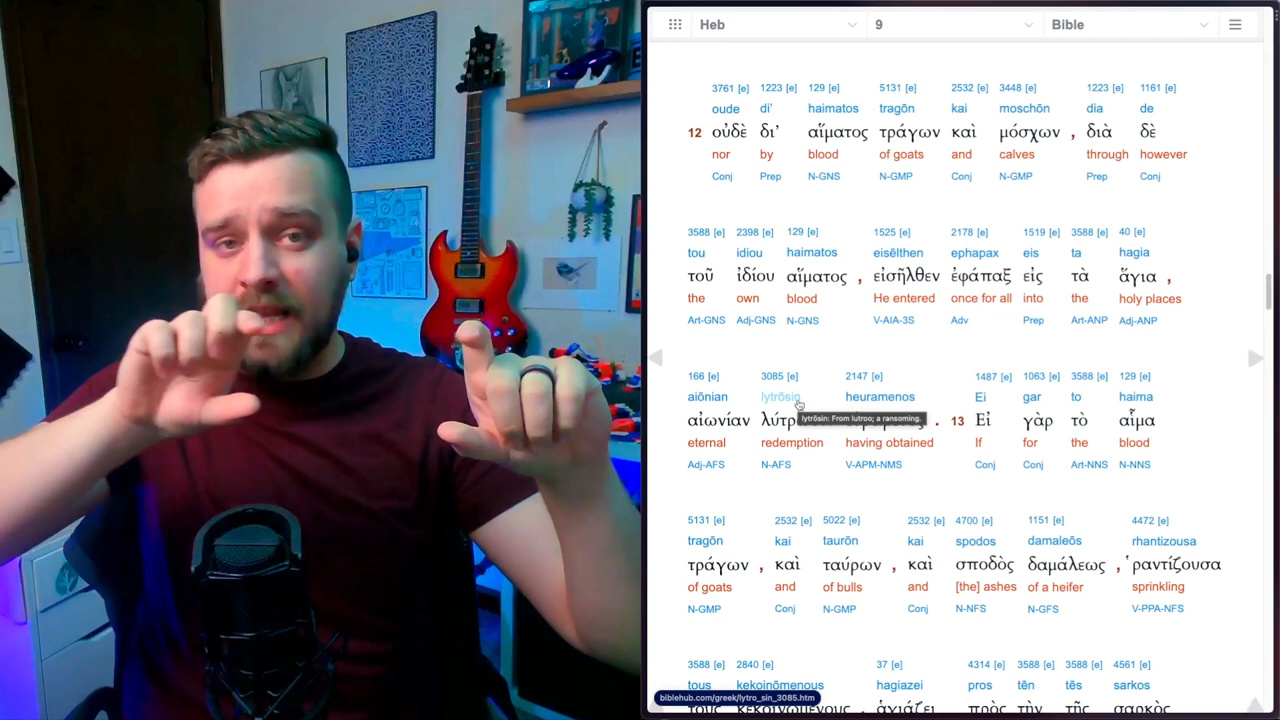 Heb 9 Bible
3761 [e] 1223 [e] 129 [e] 5131 [e] 2532 [e] 3448 [e] 1223 [e] 1161 [e]
oude di’ haimatos tragōn kai moschōn dia de
12 οὐδὲ δι’ αἵματος τράγων καὶ μόσχων , διὰ δὲ
nor by blood of goats and calves through however
Conj Prep N-GNS N-GMP Conj N-GMP Prep Conj
3588 [e] 2398 [e] 129 [e] 1525 [e] 2178 [e] 1519 [e] 3588 [e] 40 [e]
tou idiou haimatos eisēlthen ephapax eis ta hagia
τοῦ ἰδίου αἵματος , εἰσῆλθεν ἐφάπαξ εἰς τὰ ἅγια ,
the own blood He entered once for all into the holy places
Art-GNS Adj-GNS N-GNS V-AIA-3S Adv Prep Art-ANP Adj-ANP
166 [e] 3085 [e] 2147 [e] 1487 [e] 1063 [e] 3588 [e] 129 [e]
aiōnian lytrōsin heuramenos Ei gar to haima
lytrōsin: From lutroo; a ransoming.
αἰωνίαν . 13 Εἰ γὰρ τὸ αἷμα
eternal redemption having obtained If for the blood
Adj-AFS N-AFS V-APM-NMS Conj Conj Art-NNS N-NNS
5131 [e] 2532 [e] 5022 [e] 2532 [e] 4700 [e] 1151 [e] 4472 [e]
tragōn kai taurōn kai spodos damaleōs rhantizousa
τράγων , καὶ ταύρων , καὶ σποδὸς δαμάλεως , ῥαντίζουσα
of goats and of bulls and [the] ashes of a heifer sprinkling
N-GMP Conj N-GMP Conj N-NFS N-GFS V-PPA-NFS
3588 [e] 2840 [e] 37 [e] 4314 [e] 3588 [e] 3588 [e] 4561 [e]
tous kekoinōmenous hagiazei pros tēn tēs sarkos
biblehub.com/greek/lytro_sin_3085.htm
τοὺς κεκοινωμένους , ἁγιάζει πρὸς τὴν τῆς σαρκὸς